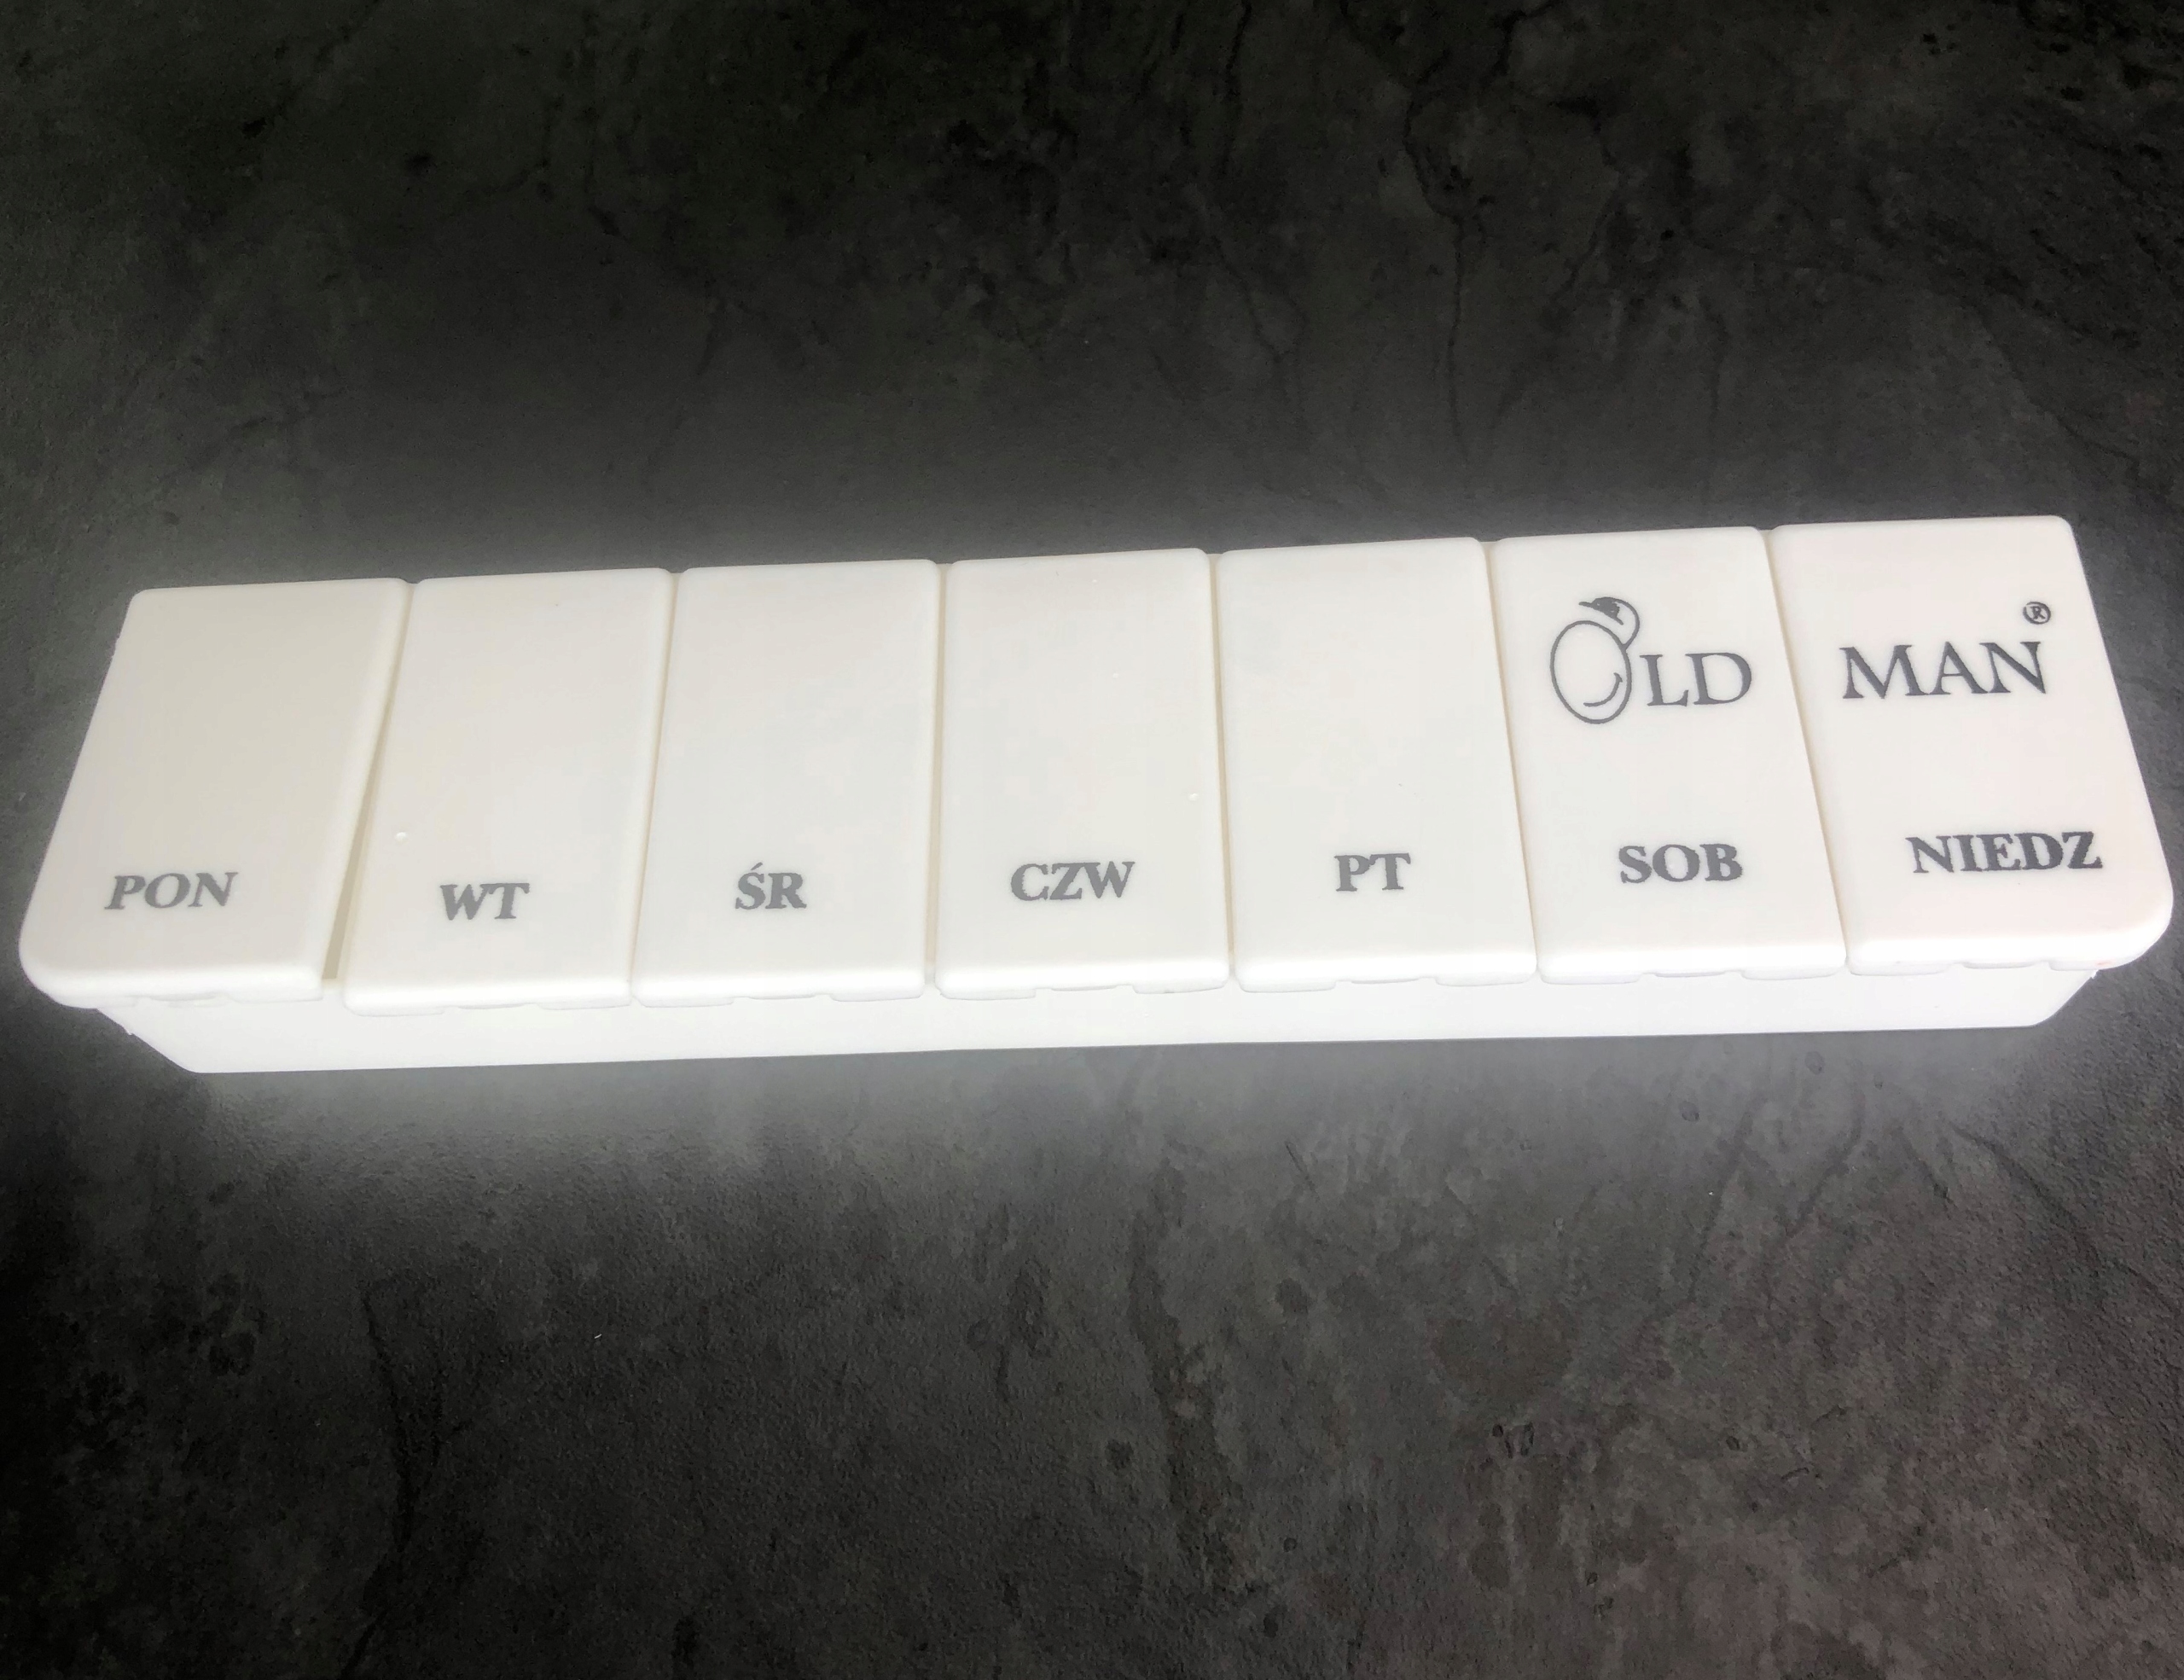 OLD MAN®
PON WT ŚR CZW PT SOB NIEDZ